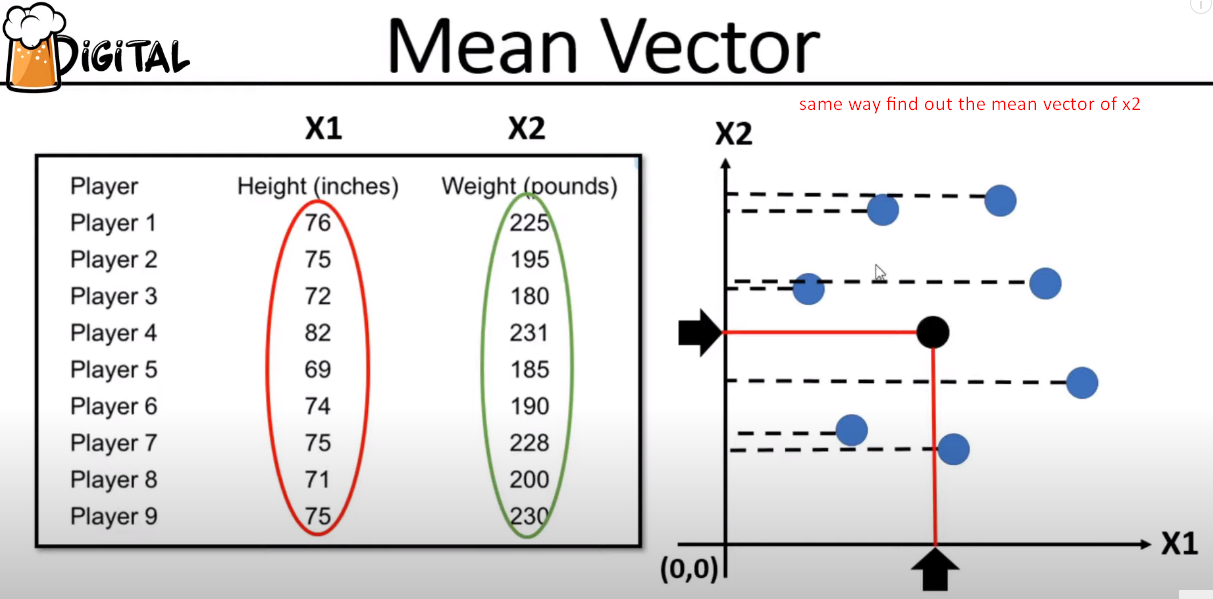 DiGiTAL
Mean Vector
same way find out the mean vector of x2
X1 X2
Player Height (inches) Weight (pounds)
Player 1 76 225
Player 2 75 195
Player 3 72 180
Player 4 82 231
Player 5 69 185
Player 6 74 190
Player 7 75 228
Player 8 71 200
Player 9 75 230
X2
X1
(0,0)